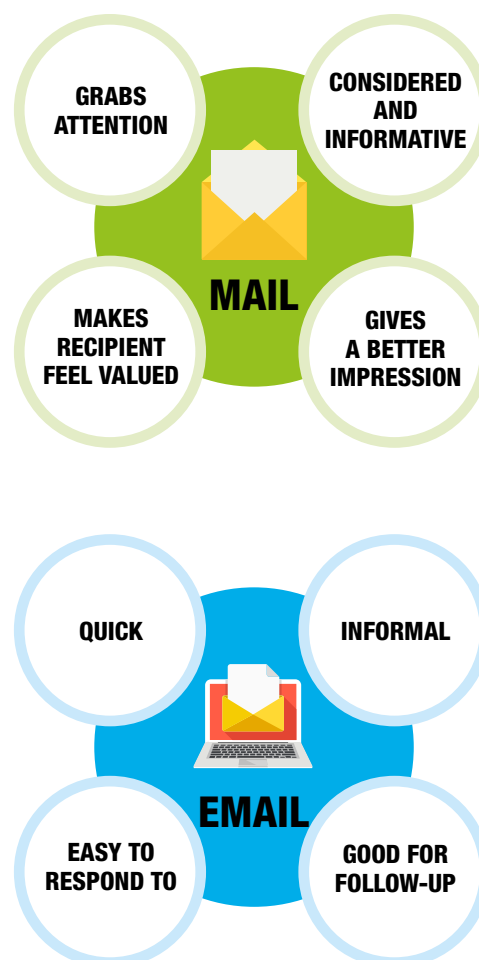 GRABS
ATTENTION
CONSIDERED
AND
INFORMATIVE
MAIL
MAKES
RECIPIENT
FEEL VALUED
GIVES
A BETTER
IMPRESSION
QUICK
INFORMAL
EMAIL
EASY TO
RESPOND TO
GOOD FOR
FOLLOW-UP